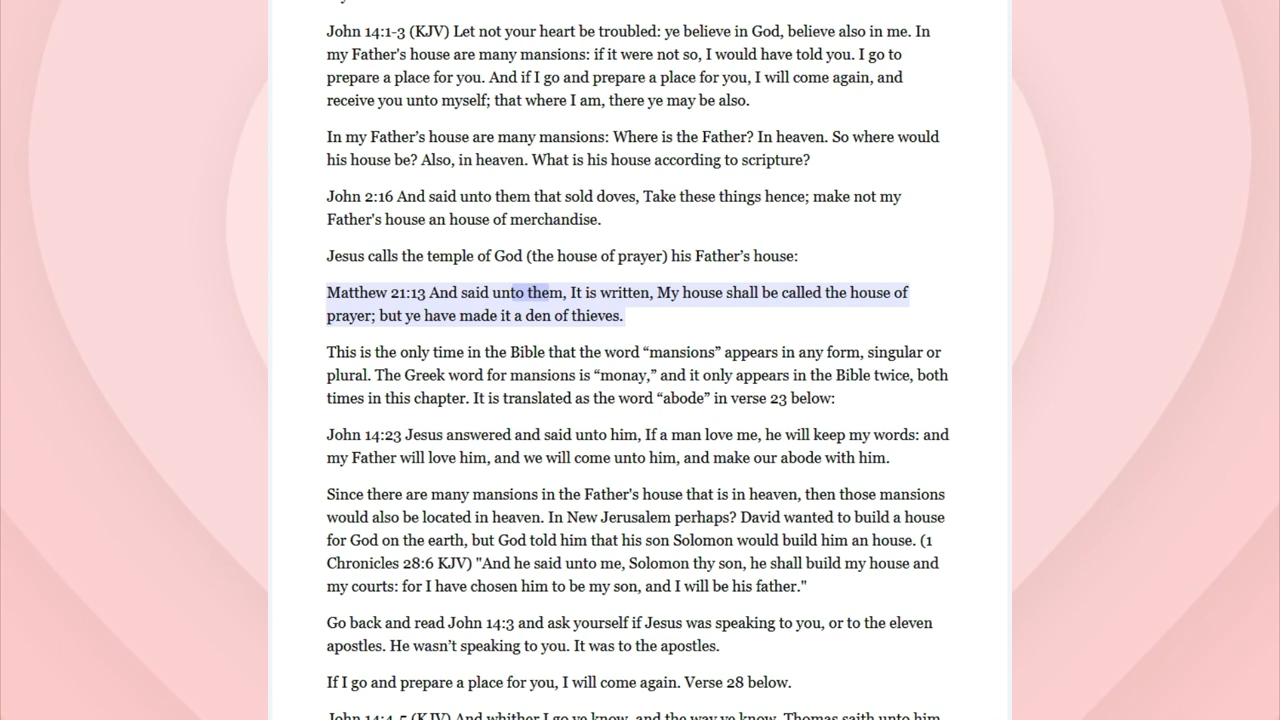 John 14:1-3 (KJV) Let not your heart be troubled: ye believe in God, believe also in me. In
my Father's house are many mansions: if it were not so, I would have told you. I go to
prepare a place for you. And if I go and prepare a place for you, I will come again, and
receive you unto myself; that where I am, there ye may be also.
In my Father’s house are many mansions: Where is the Father? In heaven. So where would
his house be? Also, in heaven. What is his house according to scripture?
John 2:16 And said unto them that sold doves, Take these things hence; make not my
Father's house an house of merchandise.
Jesus calls the temple of God (the house of prayer) his Father’s house:
Matthew 21:13 And said unto them, It is written, My house shall be called the house of
prayer; but ye have made it a den of thieves.
This is the only time in the Bible that the word “mansions” appears in any form, singular or
plural. The Greek word for mansions is “monay,” and it only appears in the Bible twice, both
times in this chapter. It is translated as the word “abode” in verse 23 below:
John 14:23 Jesus answered and said unto him, If a man love me, he will keep my words: and
my Father will love him, and we will come unto him, and make our abode with him.
Since there are many mansions in the Father's house that is in heaven, then those mansions
would also be located in heaven. In New Jerusalem perhaps? David wanted to build a house
for God on the earth, but God told him that his son Solomon would build him an house. (1
Chronicles 28:6 KJV) "And he said unto me, Solomon thy son, he shall build my house and
my courts: for I have chosen him to be my son, and I will be his father."
Go back and read John 14:3 and ask yourself if Jesus was speaking to you, or to the eleven
apostles. He wasn’t speaking to you. It was to the apostles.
If I go and prepare a place for you, I will come again. Verse 28 below.
John 14:4-5 (KJV) And whither I go ye know, and the way ye know. Thomas saith unto him,